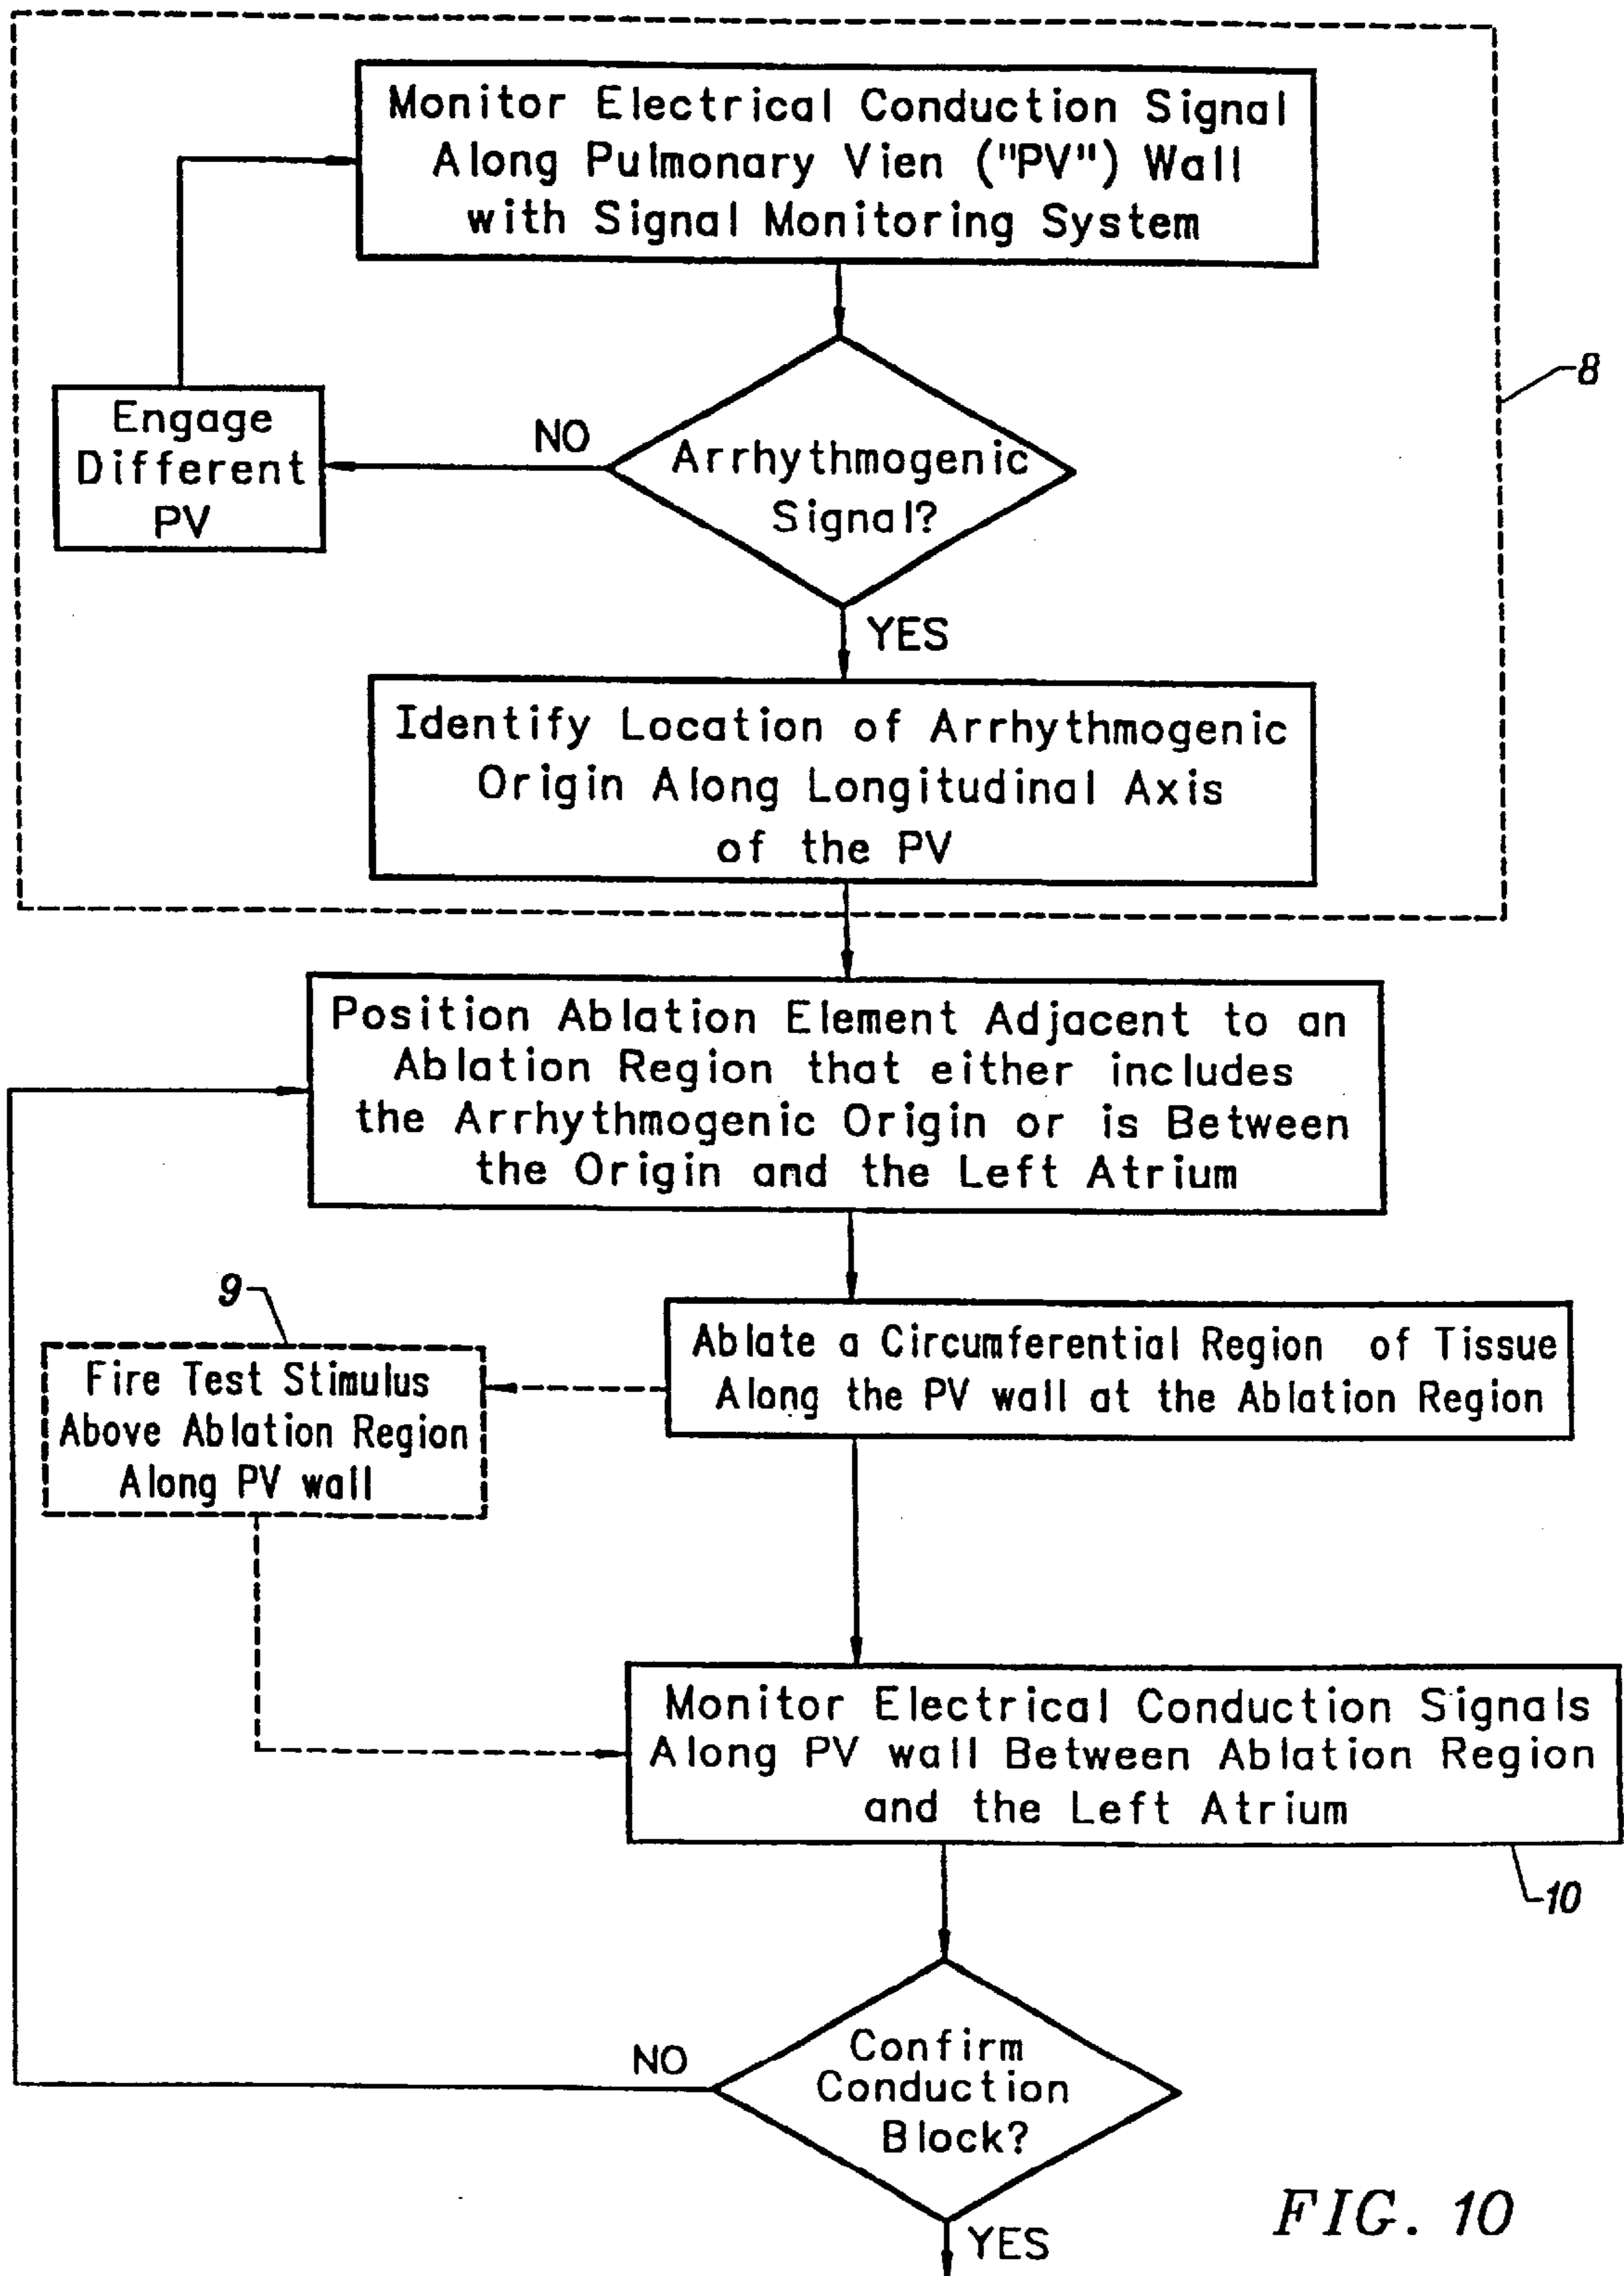 Monitor Electrical Conduction Signal
Along Pulmonary Vien ("PV") Wall
with Signal Monitoring System
8
Engage
Different
PV
NO
Arrhythmogenic
Signal?
YES
Identify Location of Arrhythmogenic
Origin Along Longitudinal Axis
of the PV
Position Ablation Element Adjacent to an
Ablation Region that either includes
the Arrhythmogenic Origin or is Between
the Origin and the Left Atrium
9
Fire Test Stimulus
Above Ablation Region
Along PV wall
Ablate a Circumferential Region of Tissue
Along the PV wall at the Ablation Region
Monitor Electrical Conduction Signals
Along PV wall Between Ablation Region
and the Left Atrium
10
NO
Confirm
Conduction
Block?
YES
FIG. 10